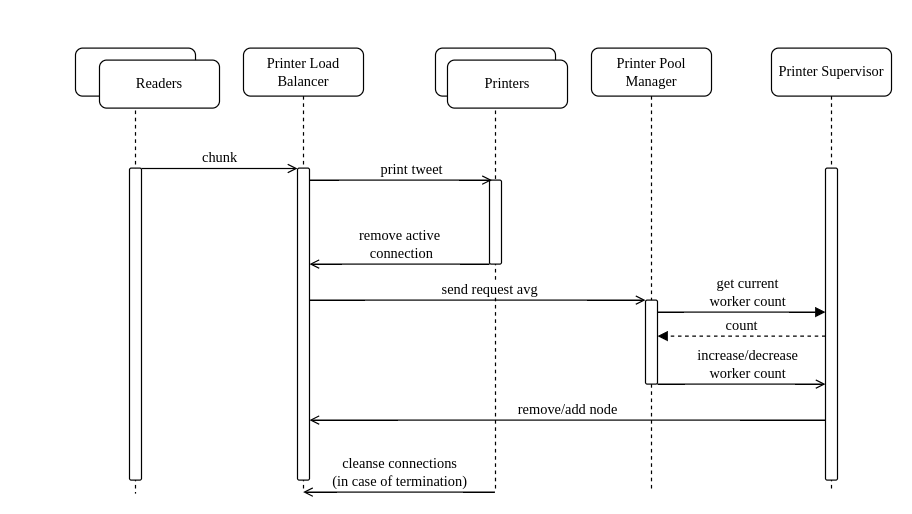 Readers
Printer Load
Balancer
Printers
Printer Pool
Manager
Printer Supervisor
chunk
print tweet
remove active
connection
send request avg
get current
worker count
count
increase/decrease
worker count
remove/add node
cleanse connections
(in case of termination)